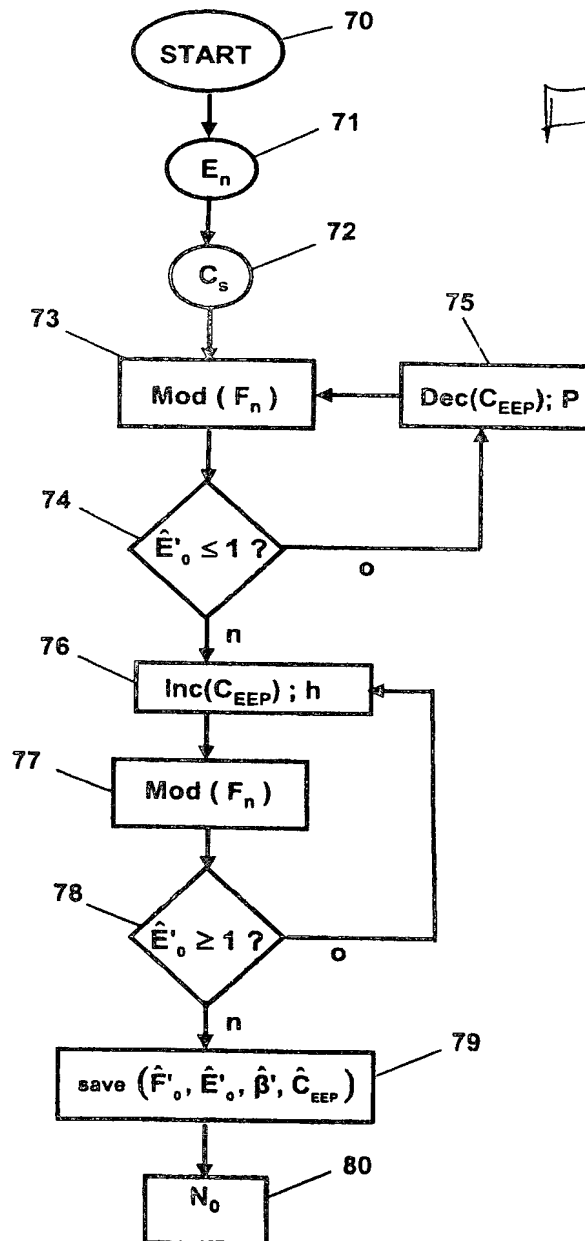 70
START
71
Eₙ
72
Cₛ
73
75
Mod ( Fₙ )
Dec(C_EEP); P
74
Ê'₀ ≤ 1 ?
o
n
76
Inc(C_EEP) ; h
77
Mod ( Fₙ )
78
Ê'₀ ≥ 1 ?
o
n
79
save (F̂'₀, Ê'₀, β̂', Ĉ_EEP)
80
N₀